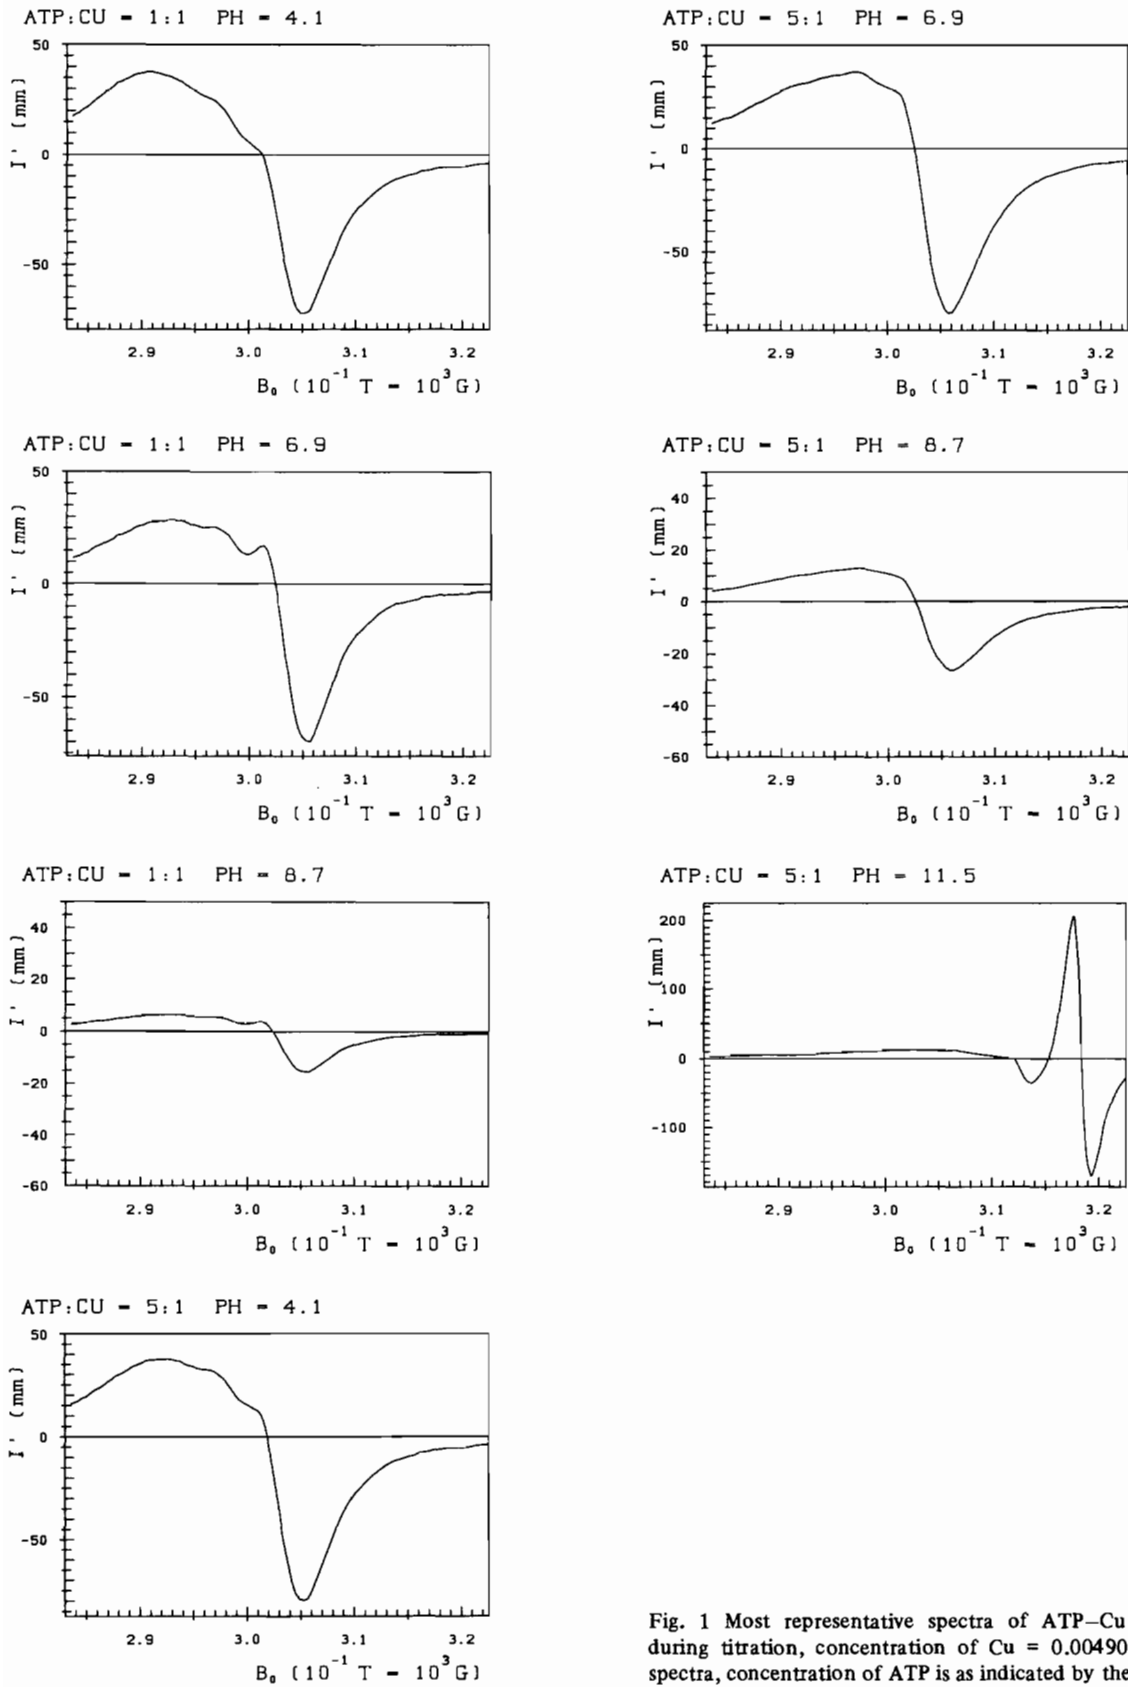 ATP:CU - 1:1 PH - 4.1
50
0
-50
I' (mm)
2.9 3.0 3.1 3.2
B₀ (10⁻¹ T - 10³ G)
ATP:CU - 1:1 PH - 6.9
50
0
-50
I' (mm)
2.9 3.0 3.1 3.2
B₀ (10⁻¹ T - 10³ G)
ATP:CU - 1:1 PH - 8.7
40
20
0
-20
-40
-60
I' (mm)
2.9 3.0 3.1 3.2
B₀ (10⁻¹ T - 10³ G)
ATP:CU - 5:1 PH - 4.1
50
0
-50
I' (mm)
2.9 3.0 3.1 3.2
B₀ (10⁻¹ T - 10³ G)
ATP:CU - 5:1 PH - 6.9
50
0
-50
I' (mm)
2.9 3.0 3.1 3.2
B₀ (10⁻¹ T - 10³ G)
ATP:CU - 5:1 PH - 8.7
40
20
0
-20
-40
-60
I' (mm)
2.9 3.0 3.1 3.2
B₀ (10⁻¹ T - 10³ G)
ATP:CU - 5:1 PH - 11.5
200
100
0
-100
I' (mm)
2.9 3.0 3.1 3.2
B₀ (10⁻¹ T - 10³ G)
Fig. 1 Most representative spectra of ATP–Cu
during titration, concentration of Cu = 0.00490
spectra, concentration of ATP is as indicated by the